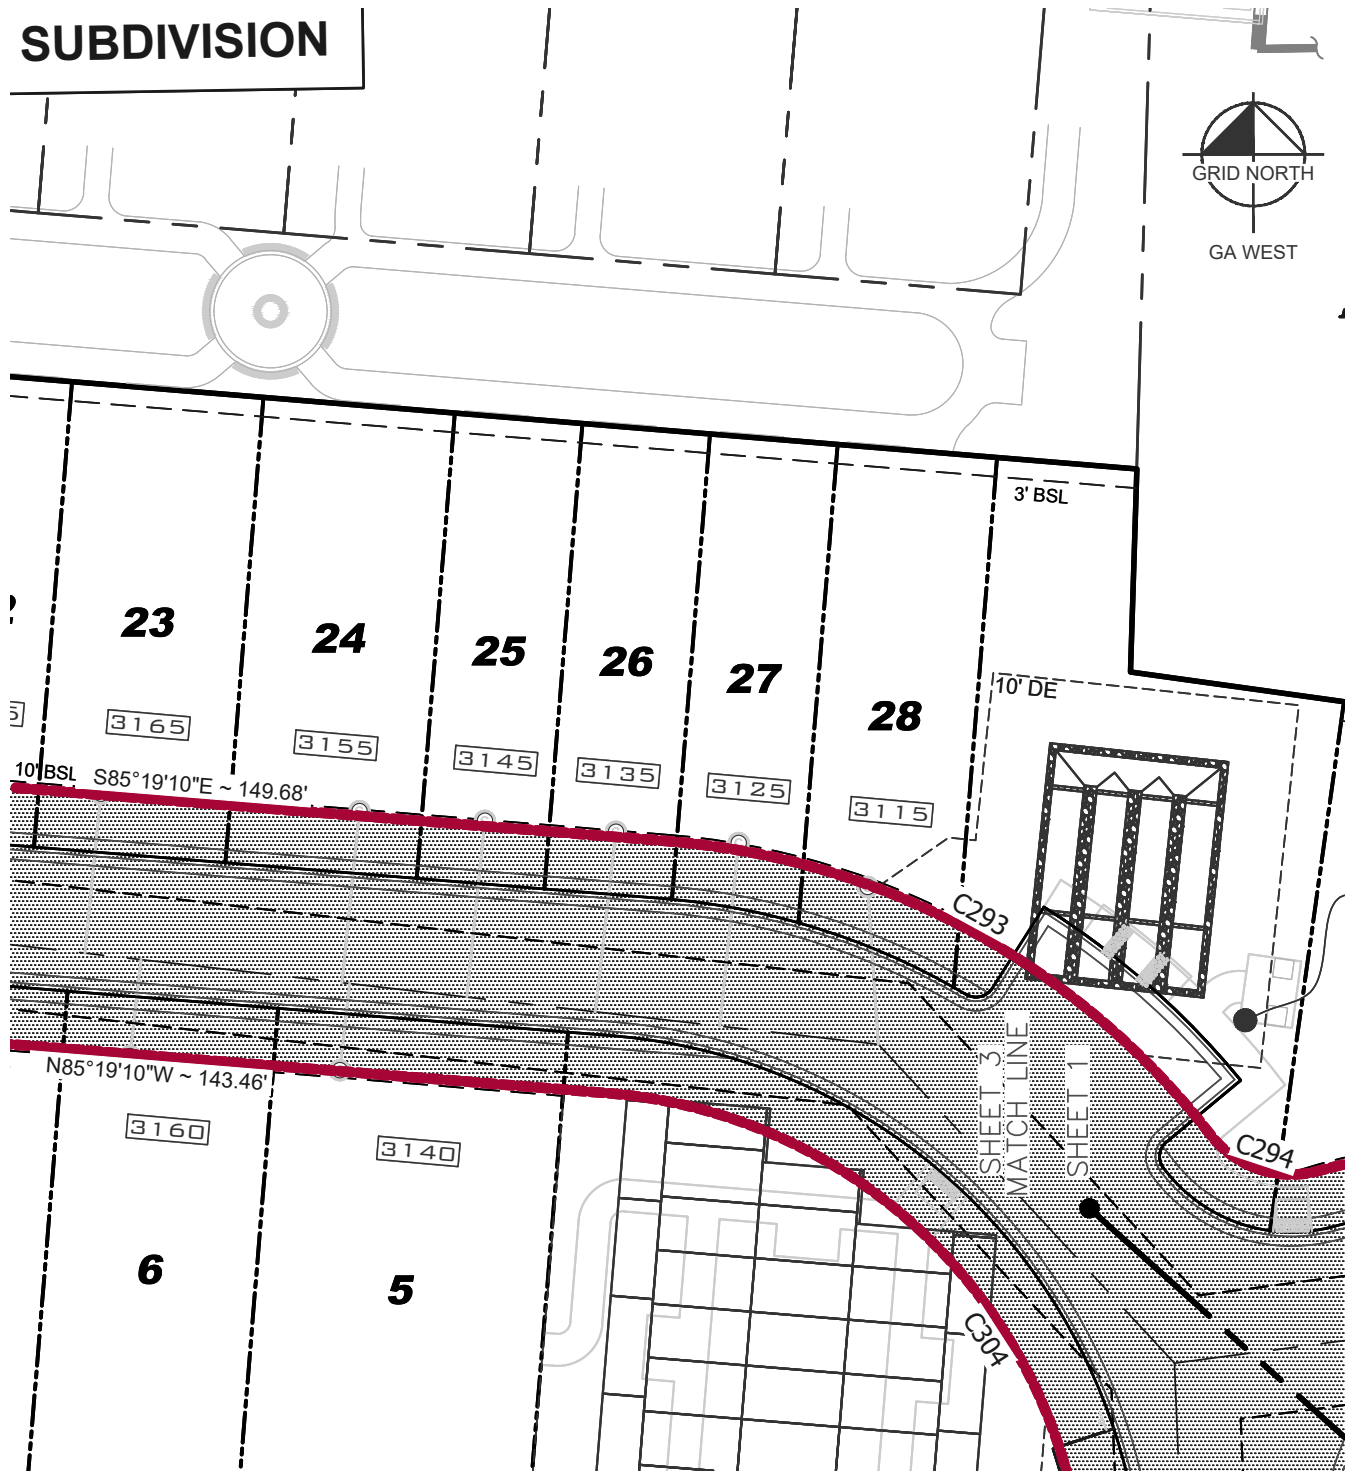 SUBDIVISION
GRID NORTH
GA WEST
3' BSL
23
24
25
26
27
28
10' DE
3165
3155
3145
3135
3125
3115
10' BSL
S85°19'10"E ~ 149.68'
C293
N85°19'10"W ~ 143.46'
SHEET 3
MATCH LINE
SHEET 1
3160
3140
C294
6
5
C304